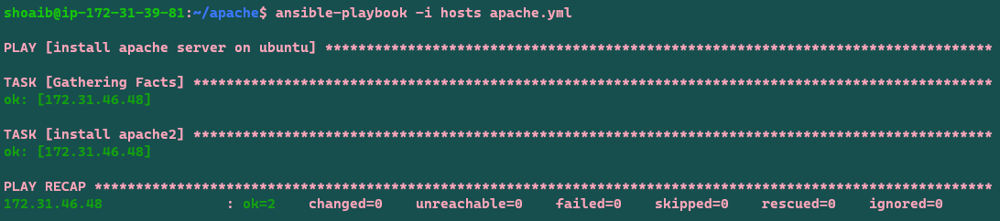 shoaib@ip-172-31-39-81:~/apache$ ansible-playbook -i hosts apache.yml
PLAY [install apache server on ubuntu] *********************************************************************************
TASK [Gathering Facts] *************************************************************************************************
ok: [172.31.46.48]
TASK [install apache2] *************************************************************************************************
ok: [172.31.46.48]
PLAY RECAP *************************************************************************************************************
172.31.46.48               : ok=2    changed=0    unreachable=0    failed=0    skipped=0    rescued=0    ignored=0